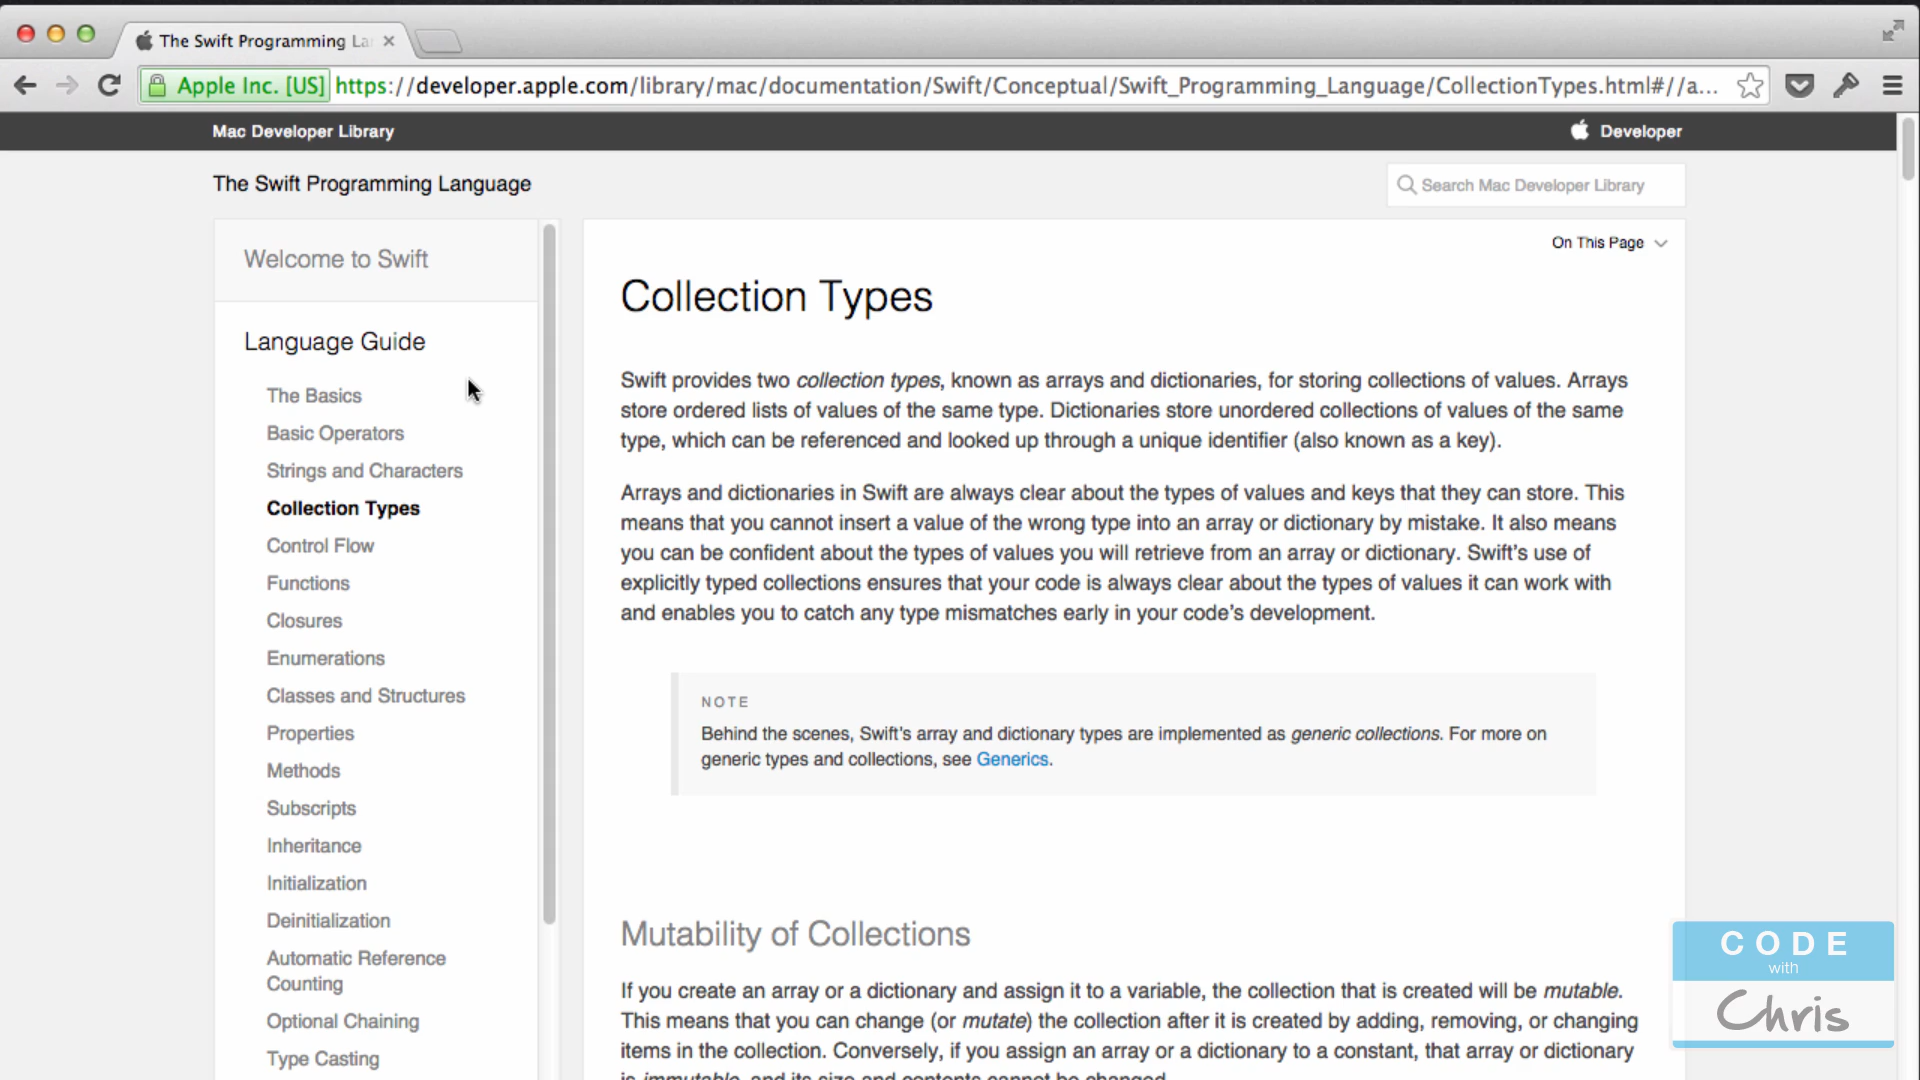 The Swift Programming La
Apple Inc. [US] https://developer.apple.com/library/mac/documentation/Swift/Conceptual/Swift_Programming_Language/CollectionTypes.html#//a...
Mac Developer Library
Developer
The Swift Programming Language
Search Mac Developer Library
Welcome to Swift
Language Guide
The Basics
Basic Operators
Strings and Characters
Collection Types
Control Flow
Functions
Closures
Enumerations
Classes and Structures
Properties
Methods
Subscripts
Inheritance
Initialization
Deinitialization
Automatic Reference
Counting
Optional Chaining
Type Casting
On This Page
Collection Types
Swift provides two collection types, known as arrays and dictionaries, for storing collections of values. Arrays
store ordered lists of values of the same type. Dictionaries store unordered collections of values of the same
type, which can be referenced and looked up through a unique identifier (also known as a key).
Arrays and dictionaries in Swift are always clear about the types of values and keys that they can store. This
means that you cannot insert a value of the wrong type into an array or dictionary by mistake. It also means
you can be confident about the types of values you will retrieve from an array or dictionary. Swift's use of
explicitly typed collections ensures that your code is always clear about the types of values it can work with
and enables you to catch any type mismatches early in your code's development.
NOTE
Behind the scenes, Swift's array and dictionary types are implemented as generic collections. For more on
generic types and collections, see Generics.
Mutability of Collections
If you create an array or a dictionary and assign it to a variable, the collection that is created will be mutable.
This means that you can change (or mutate) the collection after it is created by adding, removing, or changing
items in the collection. Conversely, if you assign an array or a dictionary to a constant, that array or dictionary
is immutable, and its size and contents cannot be changed.
CODE
with
Chris